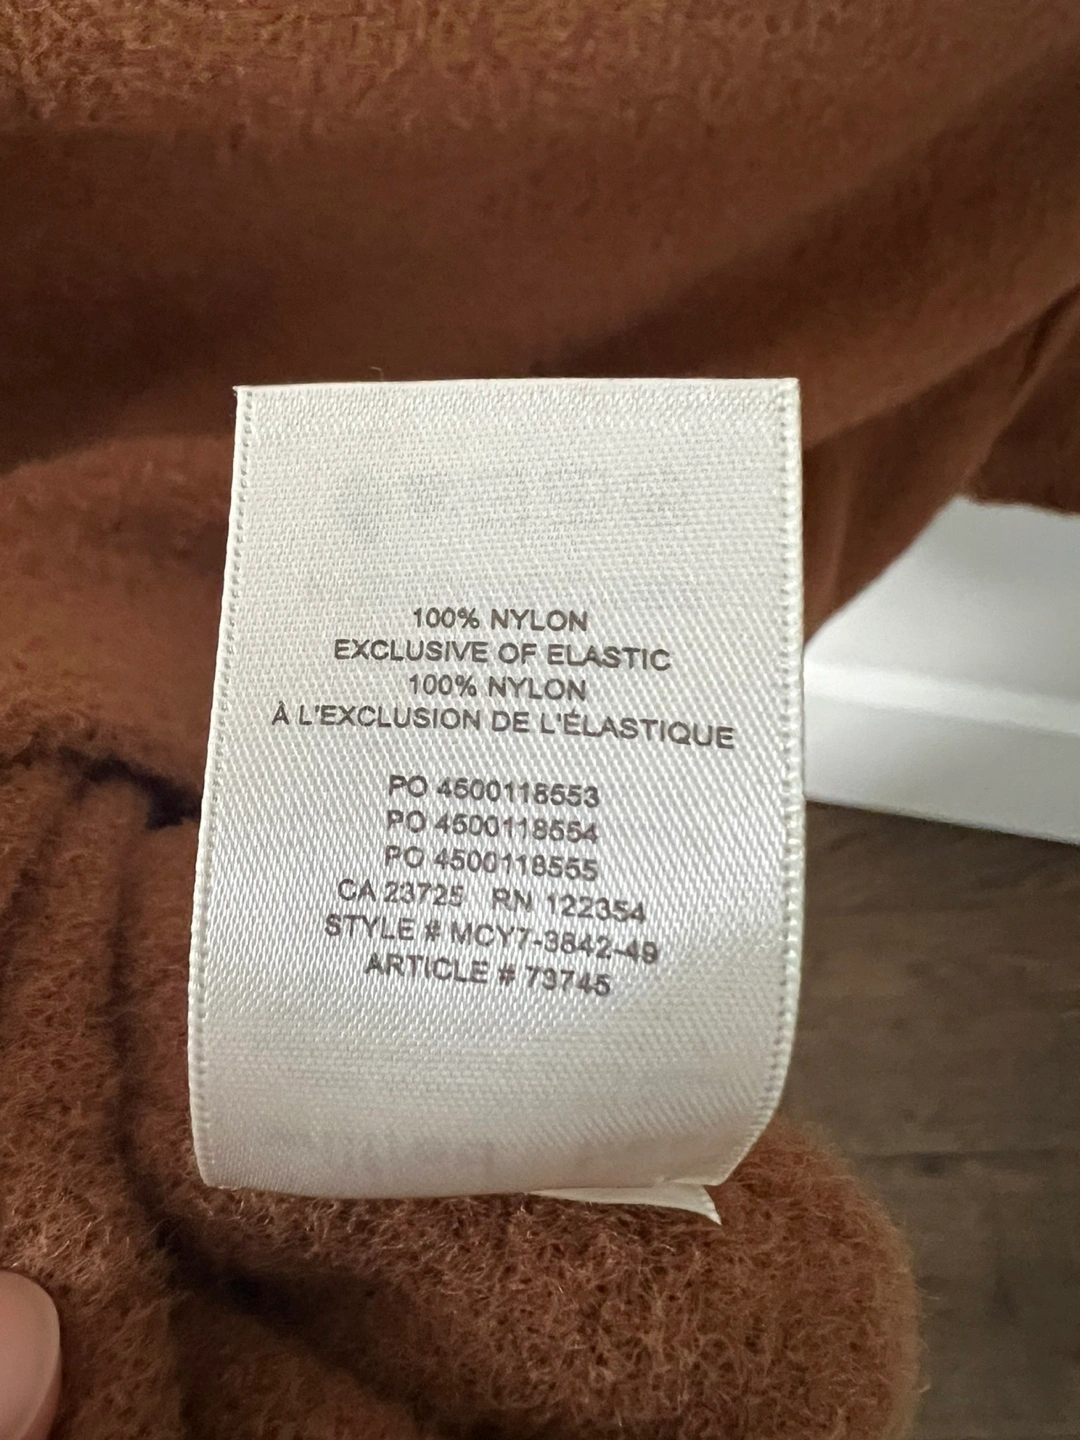 100% NYLON
EXCLUSIVE OF ELASTIC
100% NYLON
À L'EXCLUSION DE L'ÉLASTIQUE
PO 4500118553
PO 4500118554
PO 4500118555
CA 23725 RN 122354
STYLE # MCY7-3842-49
ARTICLE # 73745